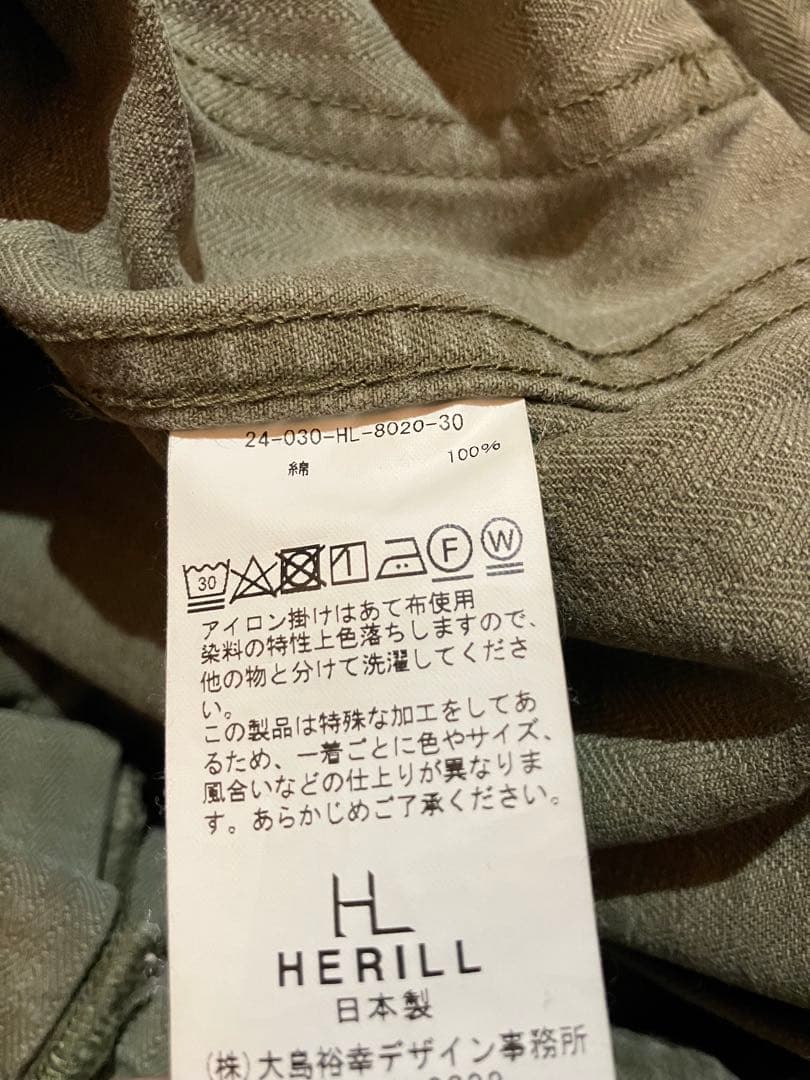 24-030-HL-8020-30
綿 100%
30 F W
アイロン掛けはあて布使用
染料の特性上色落ちしますので、
他の物と分けて洗濯してくださ
い。
この製品は特殊な加工をしてあ
るため、一着ごとに色やサイズ、
風合いなどの仕上りが異なりま
す。あらかじめご了承ください。
HL
HERILL
日本製
(株)大島裕幸デザイン事務所